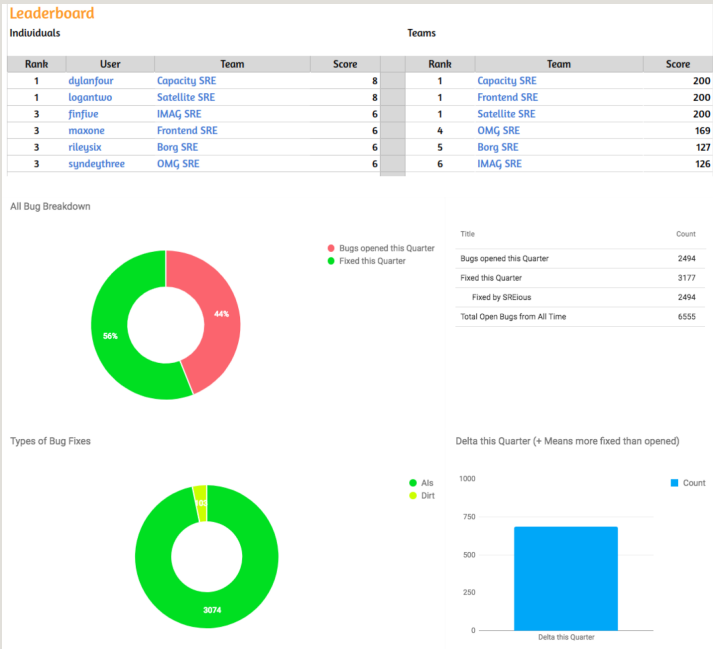 Leaderboard
Individuals Teams
Rank User Team Score Rank Team Score
1 dylanfour Capacity SRE 8 1 Capacity SRE 200
1 logantwo Satellite SRE 8 1 Frontend SRE 200
3 finfive IMAG SRE 6 1 Satellite SRE 200
3 maxone Frontend SRE 6 4 OMG SRE 169
3 rileysix Borg SRE 6 5 Borg SRE 127
3 syndeythree OMG SRE 6 6 IMAG SRE 126
All Bug Breakdown
Bugs opened this Quarter
Fixed this Quarter
44%
56%
Title Count
Bugs opened this Quarter 2494
Fixed this Quarter 3177
Fixed by SREious 2494
Total Open Bugs from All Time 6555
Types of Bug Fixes
AIs
Dirt
103
3074
Delta this Quarter (+ Means more fixed than opened)
1000
750
500
250
0
Count
Delta this Quarter